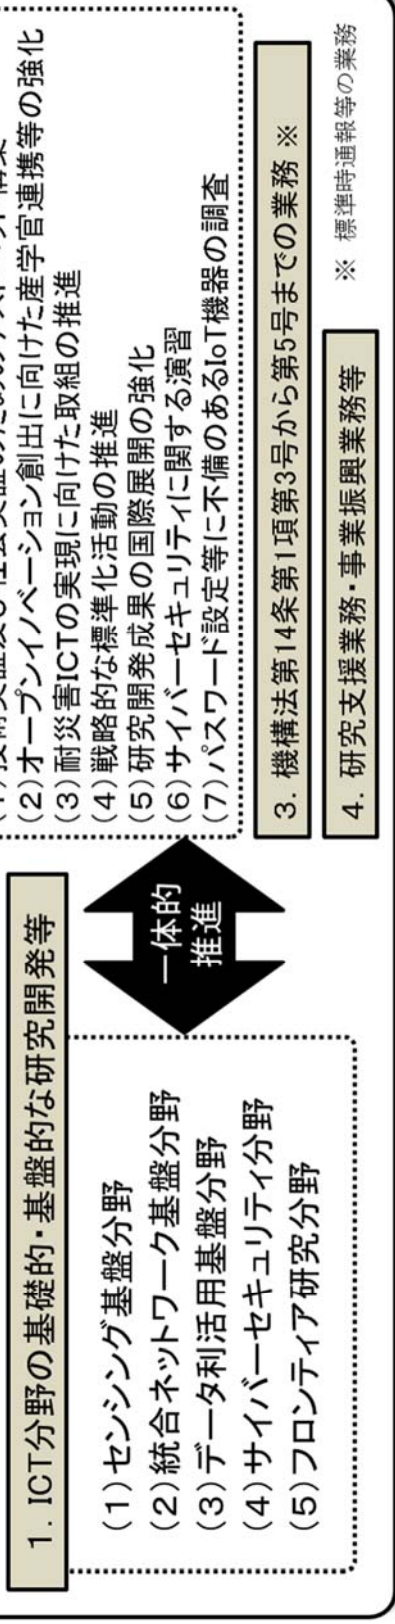 1. ICT分野の基礎的・基盤的な研究開発等
(1)センシング基盤分野
(2)統合ネットワーク基盤分野
(3)データ利活用基盤分野
(4)サイバーセキュリティ分野
(5)フロンティア研究分野
一体的
推進
(2)オープンイノベーション創出に向けた産学官連携等の強化
(3)耐災害ICTの実現に向けた取組の推進
(4)戦略的な標準化活動の推進
(5)研究開発成果の国際展開の強化
(6)サイバーセキュリティに関する演習
(7)パスワード設定等に不備のあるIoT機器の調査
3. 機構法第14条第1項第3号から第5号までの業務 ※
4. 研究支援業務・事業振興業務等
※ 標準時通報等の業務